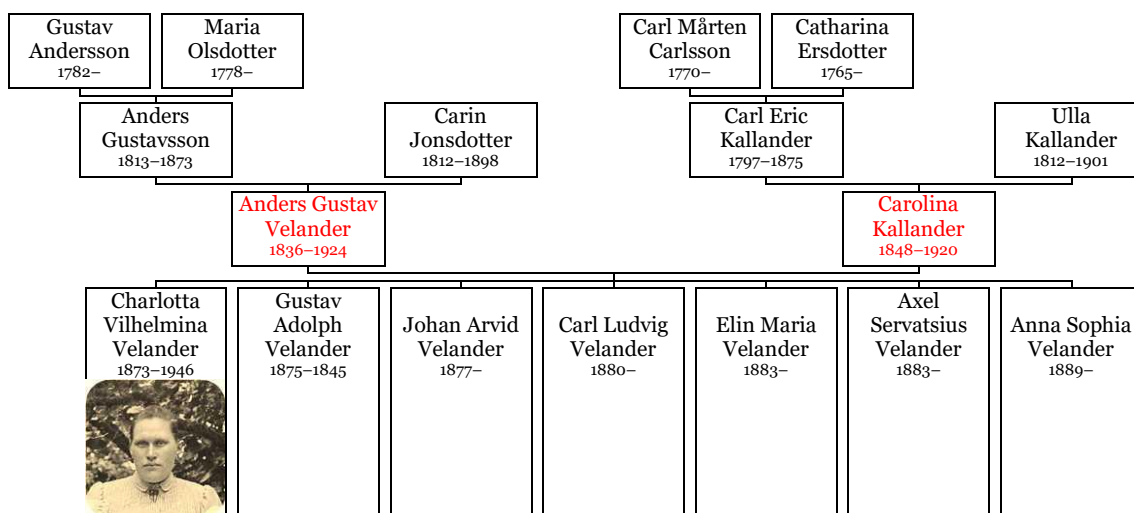 Gustav
Andersson
1782–
Maria
Olsdotter
1778–
Carl Mårten
Carlsson
1770–
Catharina
Ersdotter
1765–
Anders
Gustavsson
1813–1873
Carin
Jonsdotter
1812–1898
Carl Eric
Kallander
1797–1875
Ulla
Kallander
1812–1901
Anders Gustav
Velander
1836–1924
Carolina
Kallander
1848–1920
Charlotta
Vilhelmina
Velander
1873–1946
Gustav
Adolph
Velander
1875–1845
Johan Arvid
Velander
1877–
Carl Ludvig
Velander
1880–
Elin Maria
Velander
1883–
Axel
Servatsius
Velander
1883–
Anna Sophia
Velander
1889–